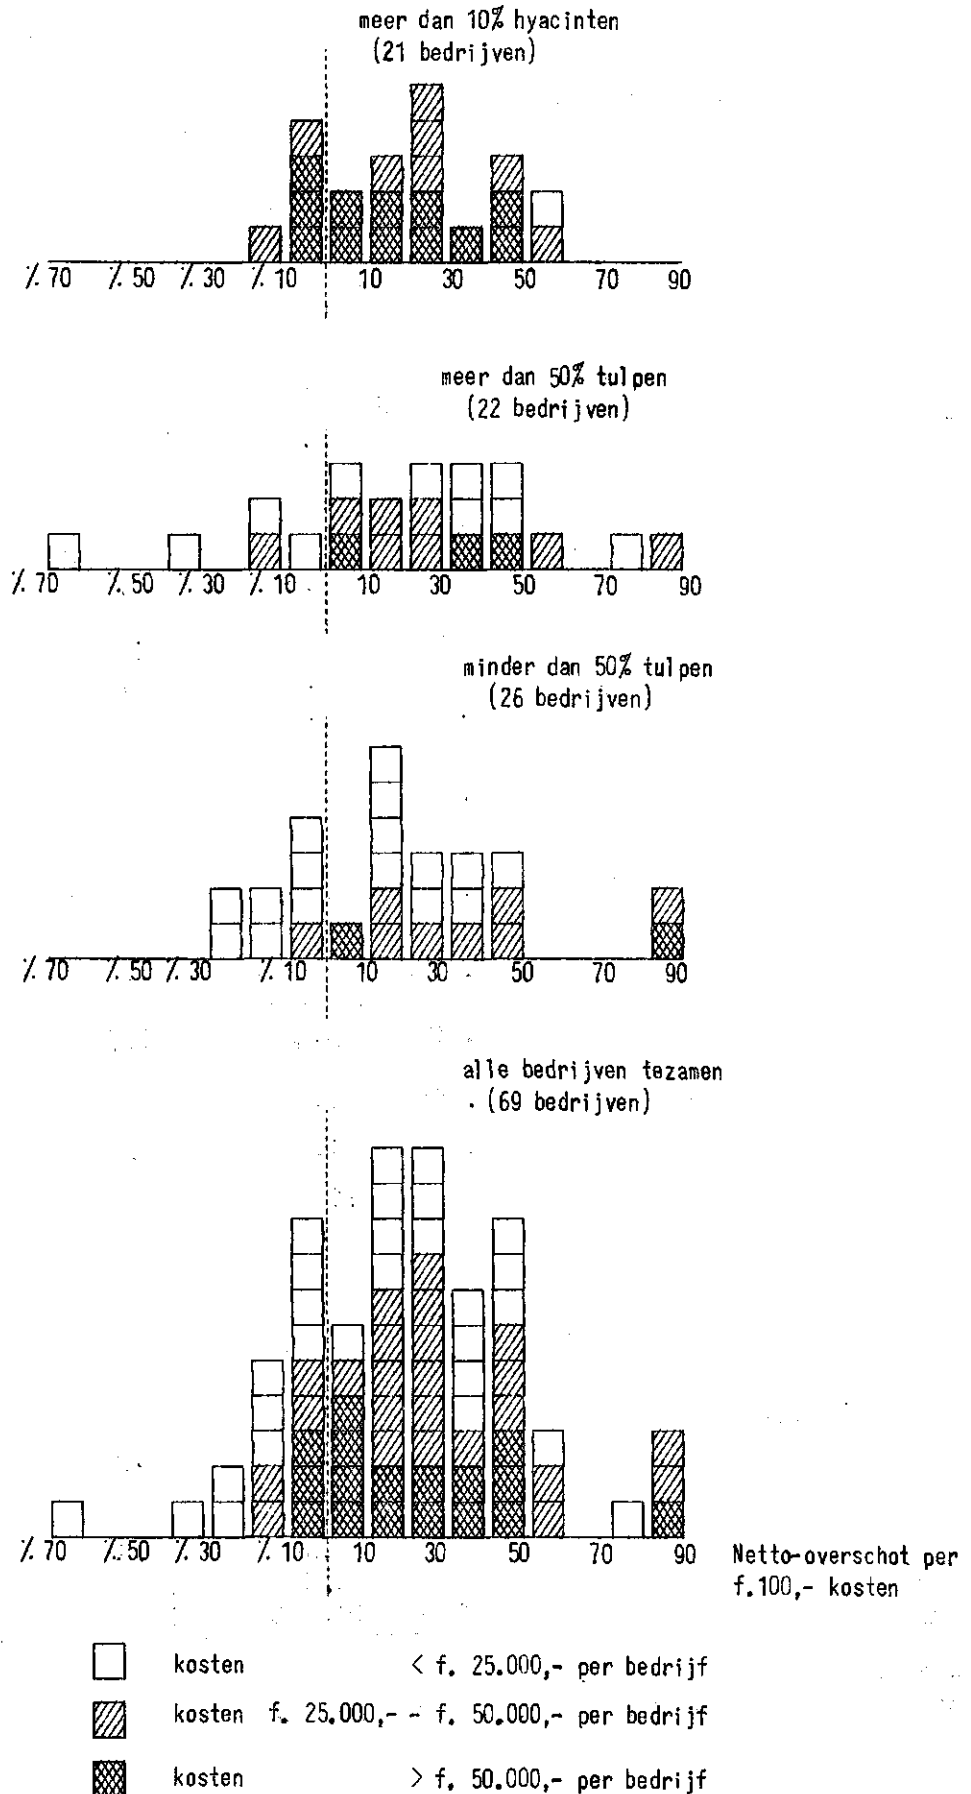 meer dan 10% hyacinten
(21 bedrijven)
⁒ 70 ⁒ 50 ⁒ 30 ⁒ 10 10 30 50 70 90
meer dan 50% tulpen
(22 bedrijven)
⁒ 70 ⁒ 50 ⁒ 30 ⁒ 10 10 30 50 70 90
minder dan 50% tulpen
(26 bedrijven)
⁒ 70 ⁒ 50 ⁒ 30 ⁒ 10 10 30 50 70 90
alle bedrijven tezamen
(69 bedrijven)
⁒ 70 ⁒ 50 ⁒ 30 ⁒ 10 10 30 50 70 90
Netto-overschot per
f.100,- kosten
kosten < f. 25.000,- per bedrijf
kosten f. 25.000,- - f. 50.000,- per bedrijf
kosten > f. 50.000,- per bedrijf